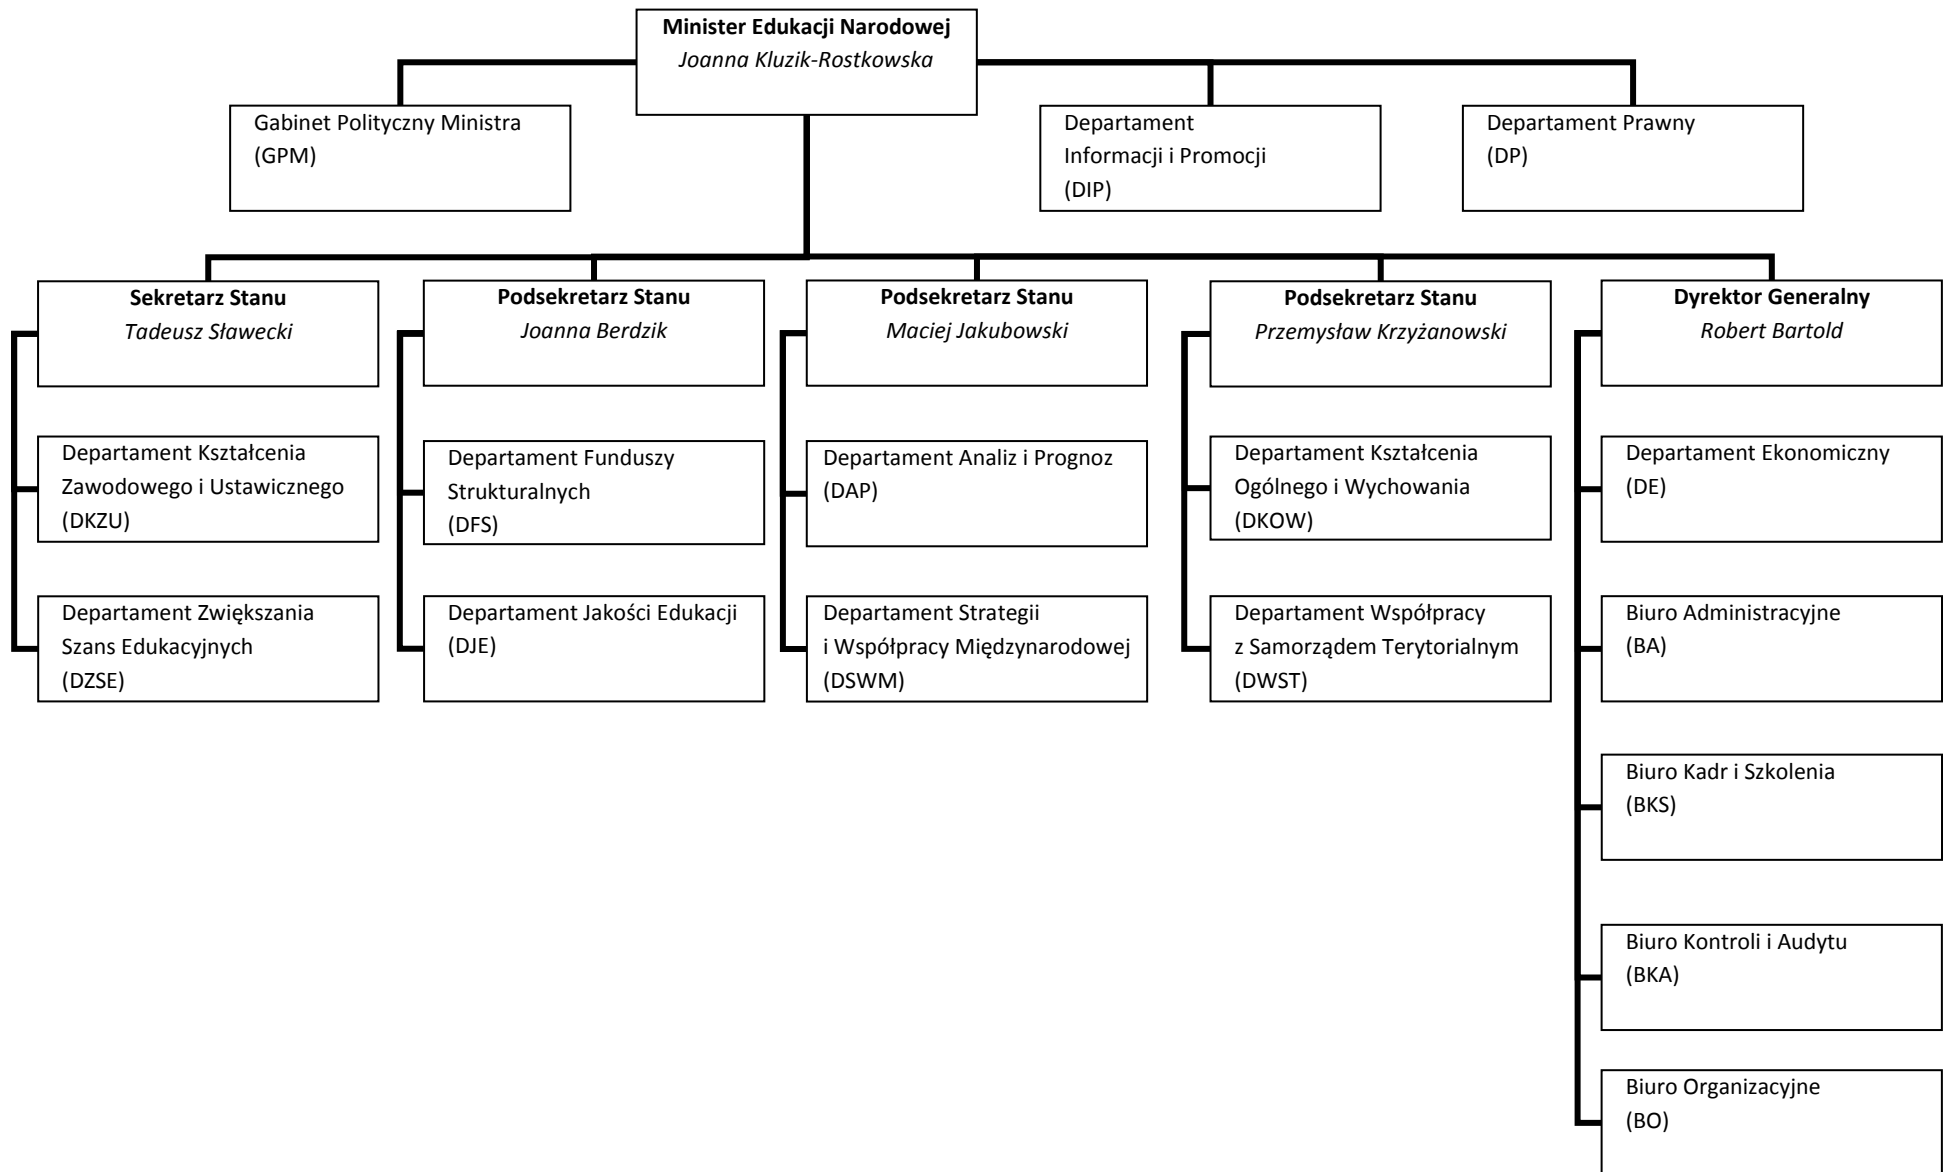 Minister Edukacji Narodowej
Joanna Kluzik-Rostkowska
Gabinet Polityczny Ministra
(GPM)
Departament
Informacji i Promocji
(DIP)
Departament Prawny
(DP)
Sekretarz Stanu
Tadeusz Sławecki
Podsekretarz Stanu
Joanna Berdzik
Podsekretarz Stanu
Maciej Jakubowski
Podsekretarz Stanu
Przemysław Krzyżanowski
Dyrektor Generalny
Robert Bartold
Departament Kształcenia
Zawodowego i Ustawicznego
(DKZU)
Departament Funduszy
Strukturalnych
(DFS)
Departament Analiz i Prognoz
(DAP)
Departament Kształcenia
Ogólnego i Wychowania
(DKOW)
Departament Ekonomiczny
(DE)
Departament Zwiększania
Szans Edukacyjnych
(DZSE)
Departament Jakości Edukacji
(DJE)
Departament Strategii
i Współpracy Międzynarodowej
(DSWM)
Departament Współpracy
z Samorządem Terytorialnym
(DWST)
Biuro Administracyjne
(BA)
Biuro Kadr i Szkolenia
(BKS)
Biuro Kontroli i Audytu
(BKA)
Biuro Organizacyjne
(BO)